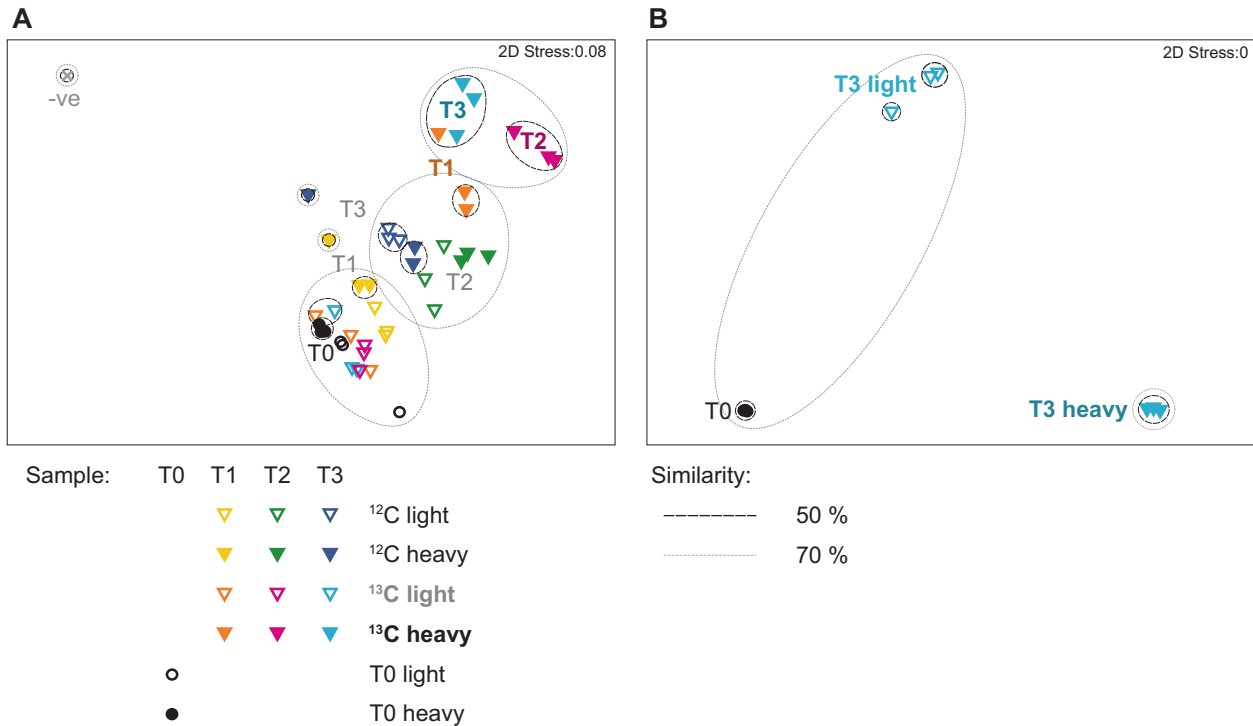 A
2D Stress:0.08
-ve
T3
T2
T1
T3
T1
T2
T0
B
2D Stress:0
T3 light
T0
T3 heavy
Sample: T0 T1 T2 T3
¹²C light
¹²C heavy
¹³C light
¹³C heavy
T0 light
T0 heavy
Similarity:
50 %
70 %